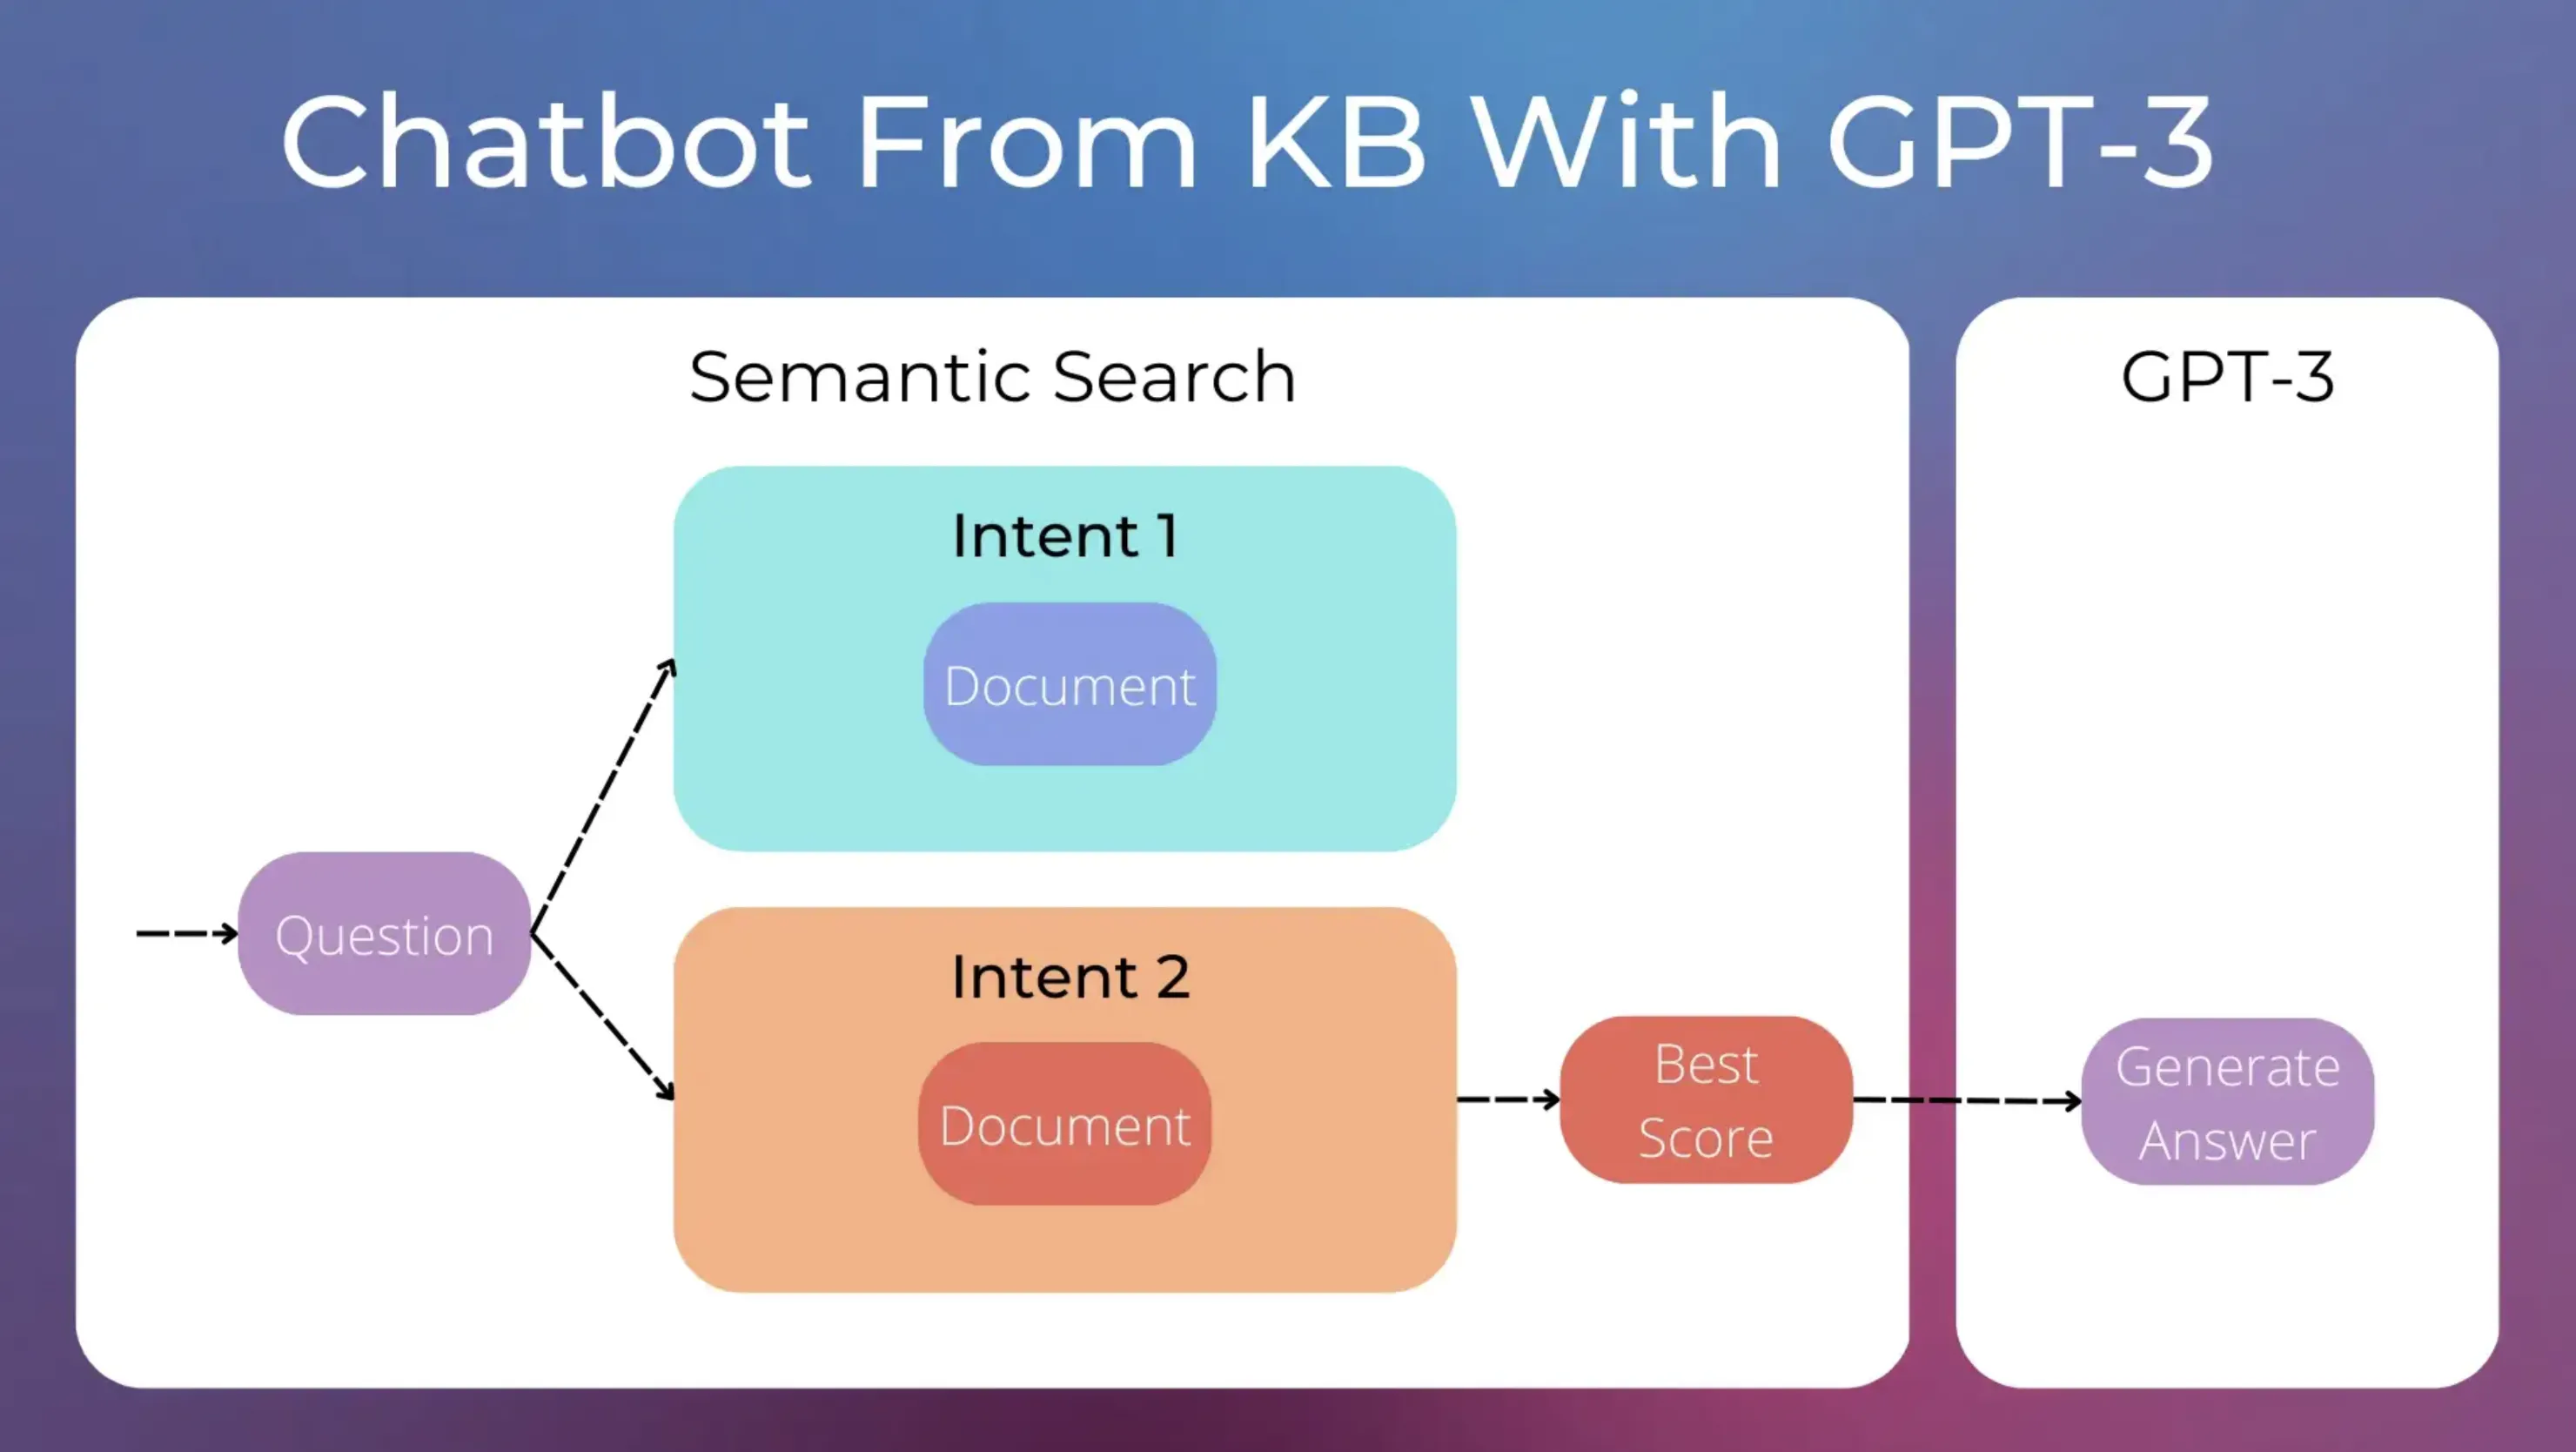 Chatbot From KB With GPT-3
Semantic Search
GPT-3
Intent 1
Document
Question
Intent 2
Document
Best
Score
Generate
Answer